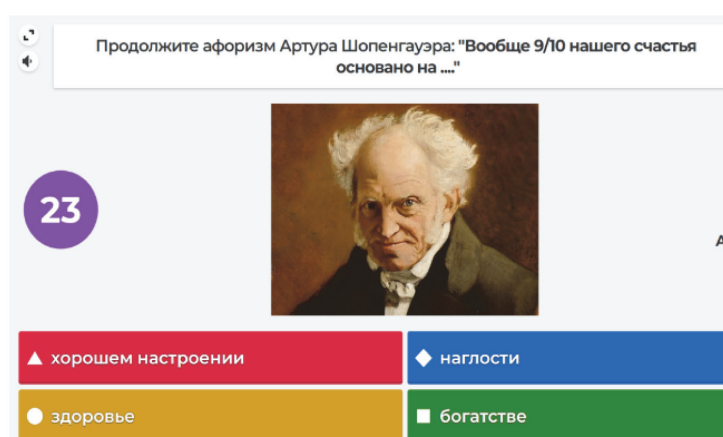 Продолжите афоризм Артура Шопенгауэра: "Вообще 9/10 нашего счастья
основано на ...."
23
А
хорошем настроении
наглости
здоровье
богатстве